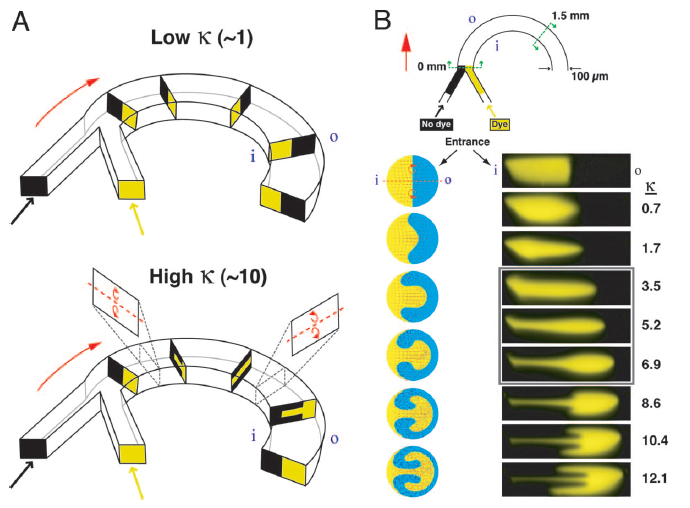 A
Low κ (~1)
o
i
High κ (~10)
i
o
B
o
i
1.5 mm
0 mm
100 µm
No dye
Dye
Entrance
i
o
i
o
κ
0.7
1.7
3.5
5.2
6.9
8.6
10.4
12.1